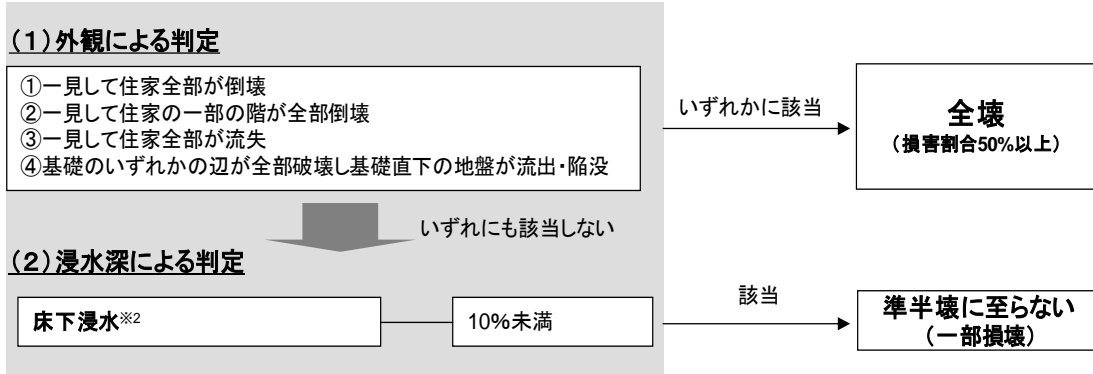 (1)外観による判定
①一見して住家全部が倒壊
②一見して住家の一部の階が全部倒壊
③一見して住家全部が流失
④基礎のいずれかの辺が全部破壊し基礎直下の地盤が流出・陥没
いずれかに該当
全壊
(損害割合50%以上)
いずれにも該当しない
(2)浸水深による判定
床下浸水※2
10%未満
該当
準半壊に至らない
(一部損壊)